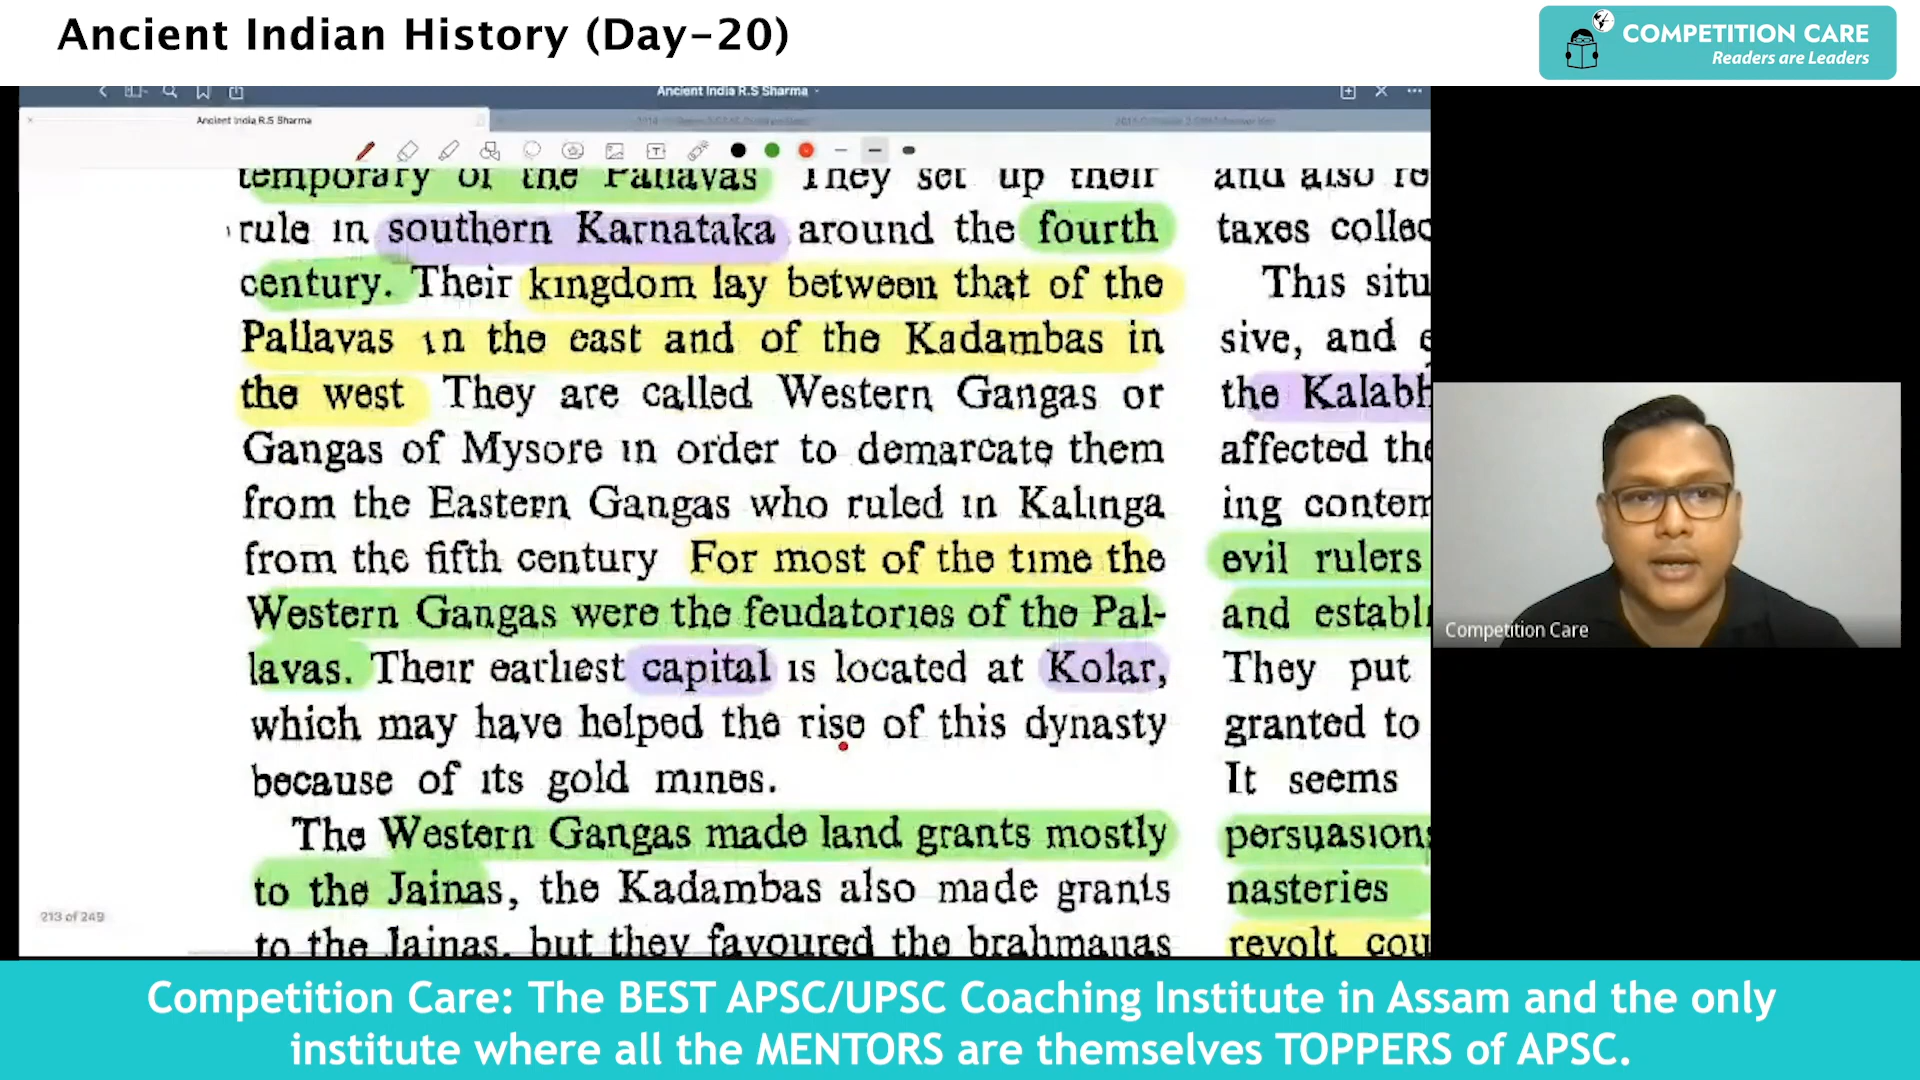 Ancient Indian History (Day-20)
COMPETITION CARE
Readers are Leaders
Ancient India R.S Sharma
Ancient India R.S Sharma
temporary of the Pallavas They set up their
rule in southern Karnataka around the fourth
century. Their kingdom lay between that of the
Pallavas in the east and of the Kadambas in
the west They are called Western Gangas or
Gangas of Mysore in order to demarcate them
from the Eastern Gangas who ruled in Kalinga
from the fifth century For most of the time the
Western Gangas were the feudatories of the Pal-
lavas. Their earliest capital is located at Kolar,
which may have helped the rise of this dynasty
because of its gold mines.
The Western Gangas made land grants mostly
to the Jainas, the Kadambas also made grants
to the Jainas, but they favoured the brahmanas
213 of 249
and also re
taxes collec
This situ
sive, and e
the Kalabh
affected the
ing contem
evil rulers
and establi
They put
granted to
It seems
persuasions
nasteries
revolt cou
Competition Care
Competition Care: The BEST APSC/UPSC Coaching Institute in Assam and the only
institute where all the MENTORS are themselves TOPPERS of APSC.